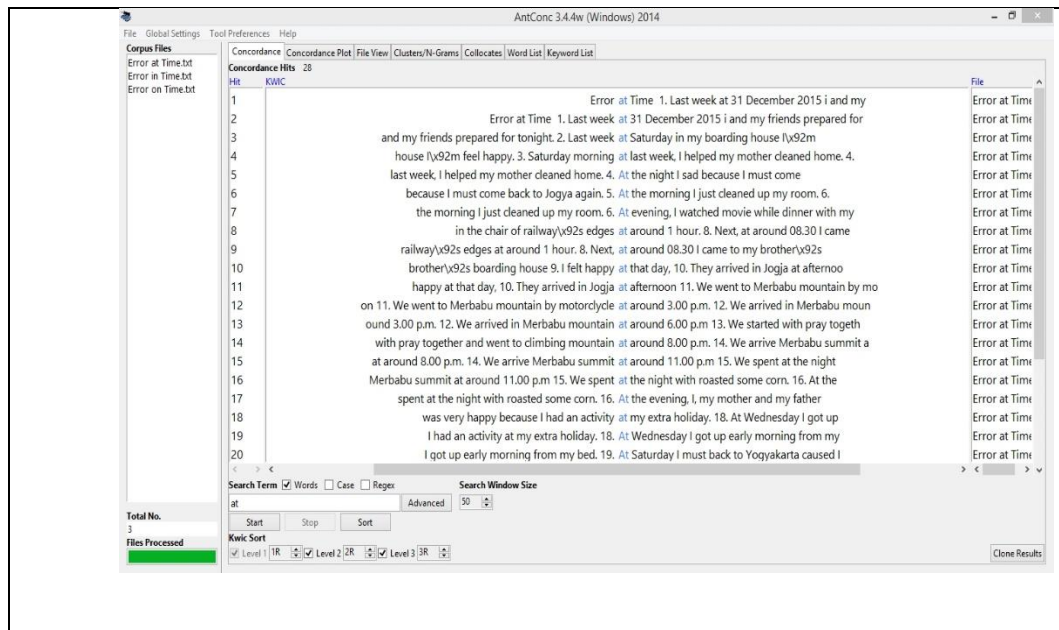 AntConc 3.4.4w (Windows) 2014
File Global Settings Tool Preferences Help
Corpus Files
Error at Time.txt
Error in Time.txt
Error on Time.txt
Concordance Concordance Plot File View Clusters/N-Grams Collocates Word List Keyword List
Concordance Hits 28
Hit KWIC File
1 Error at Time 1. Last week at 31 December 2015 i and my Error at Time
2 Error at Time 1. Last week at 31 December 2015 i and my friends prepared for Error at Time
3 and my friends prepared for tonight. 2. Last week at Saturday in my boarding house I\x92m Error at Time
4 house I\x92m feel happy. 3. Saturday morning at last week, I helped my mother cleaned home. 4. Error at Time
5 last week, I helped my mother cleaned home. 4. At the night I sad because I must come Error at Time
6 because I must come back to Jogya again. 5. At the morning I just cleaned up my room. 6. Error at Time
7 the morning I just cleaned up my room. 6. At evening, I watched movie while dinner with my Error at Time
8 in the chair of railway\x92s edges at around 1 hour. 8. Next, at around 08.30 I came Error at Time
9 railway\x92s edges at around 1 hour. 8. Next, at around 08.30 I came to my brother\x92s Error at Time
10 brother\x92s boarding house 9. I felt happy at that day, 10. They arrived in Jogja at afternoo Error at Time
11 happy at that day, 10. They arrived in Jogja at afternoon 11. We went to Merbabu mountain by mo Error at Time
12 on 11. We went to Merbabu mountain by motorclycle at around 3.00 p.m. 12. We arrived in Merbabu moun Error at Time
13 ound 3.00 p.m. 12. We arrived in Merbabu mountain at around 6.00 p.m 13. We started with pray togeth Error at Time
14 with pray together and went to climbing mountain at around 8.00 p.m. 14. We arrive Merbabu summit a Error at Time
15 at around 8.00 p.m. 14. We arrive Merbabu summit at around 11.00 p.m 15. We spent at the night Error at Time
16 Merbabu summit at around 11.00 p.m 15. We spent at the night with roasted some corn. 16. At the Error at Time
17 spent at the night with roasted some corn. 16. At the evening, I, my mother and my father Error at Time
18 was very happy because I had an activity at my extra holiday. 18. At Wednesday I got up Error at Time
19 I had an activity at my extra holiday. 18. At Wednesday I got up early morning from my Error at Time
20 I got up early morning from my bed. 19. At Saturday I must back to Yogyakarta caused I Error at Time
Search Term Words Case Regex Search Window Size
at Advanced 50
Total No.
3
Start Stop Sort
Files Processed
Kwic Sort
Level 1 1R Level 2 2R Level 3 3R Clone Results